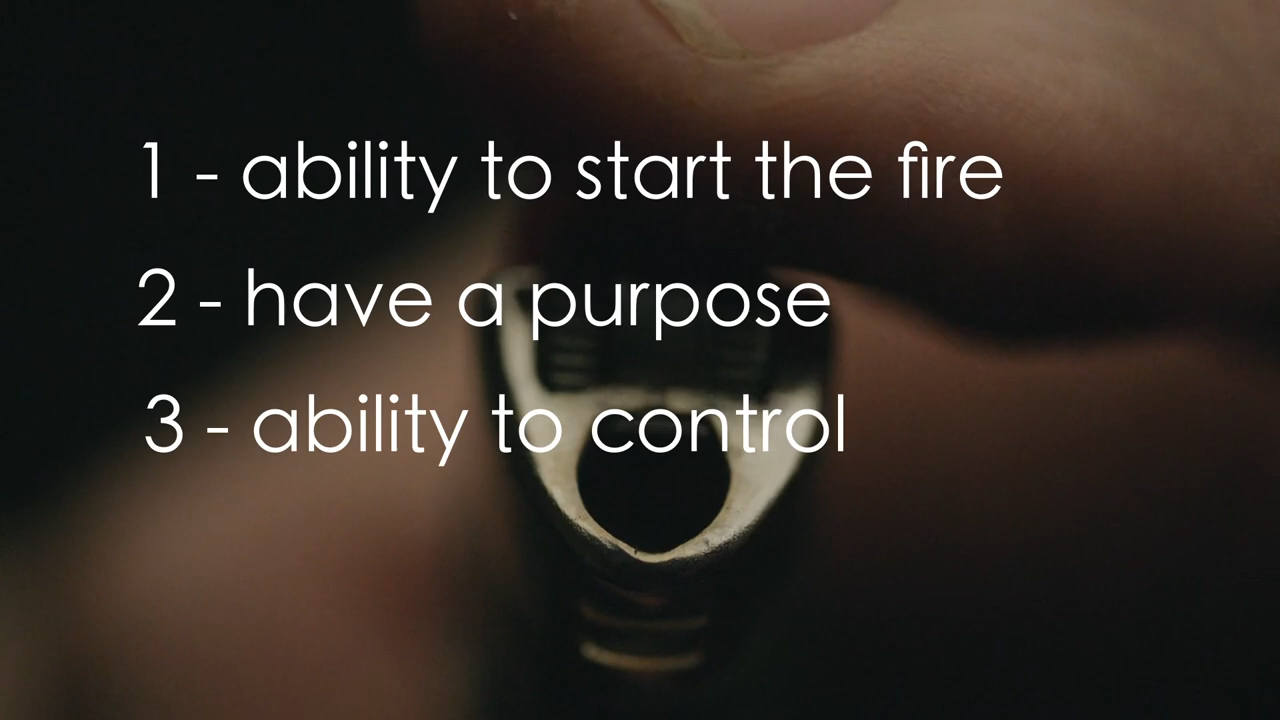 1 - ability to start the fire
2 - have a purpose
3 - ability to control